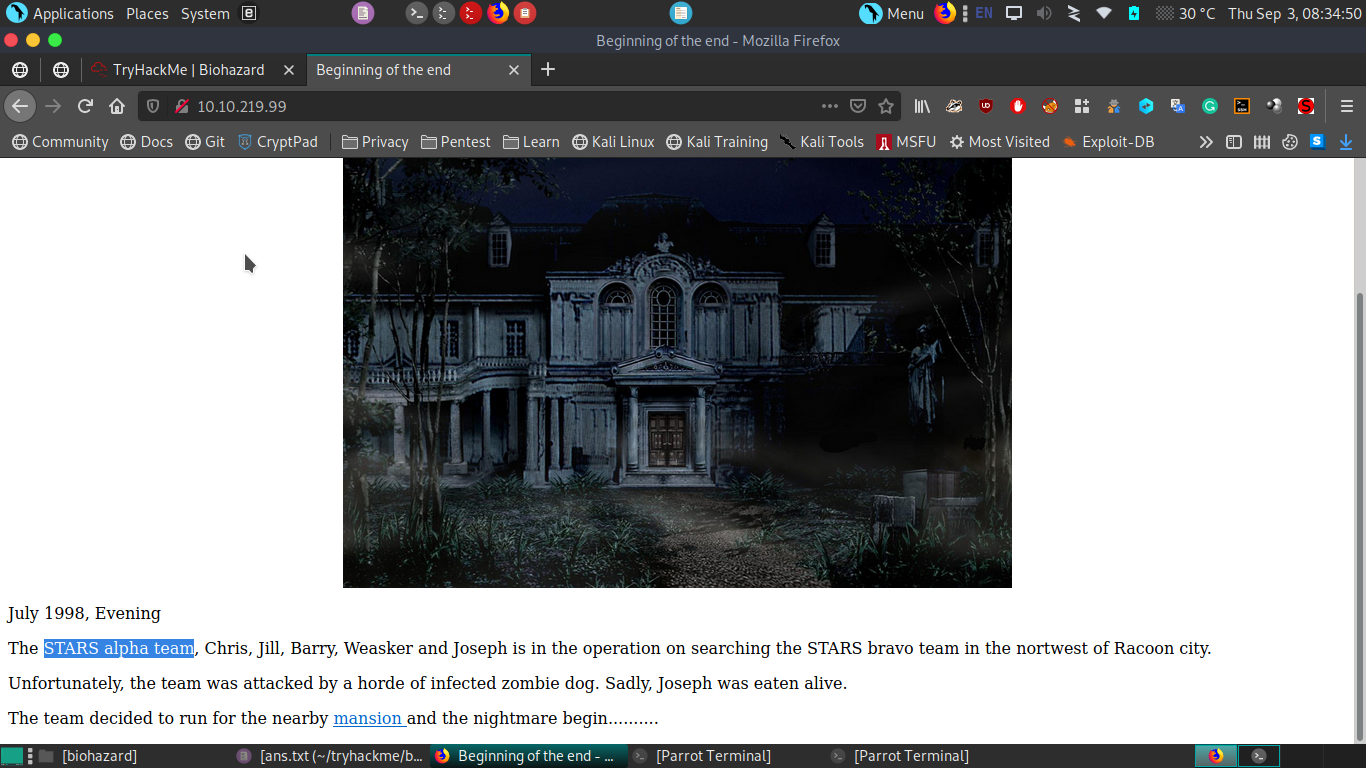 Applications Places System Menu EN 30 °C Thu Sep 3, 08:34:50
Beginning of the end - Mozilla Firefox
TryHackMe | Biohazard Beginning of the end
10.10.219.99
Community Docs Git CryptPad Privacy Pentest Learn Kali Linux Kali Training Kali Tools MSFU Most Visited Exploit-DB
July 1998, Evening
The STARS alpha team, Chris, Jill, Barry, Weasker and Joseph is in the operation on searching the STARS bravo team in the nortwest of Racoon city.
Unfortunately, the team was attacked by a horde of infected zombie dog. Sadly, Joseph was eaten alive.
The team decided to run for the nearby mansion and the nightmare begin..........
[biohazard] [ans.txt (~/tryhackme/b... Beginning of the end - ... [Parrot Terminal] [Parrot Terminal]